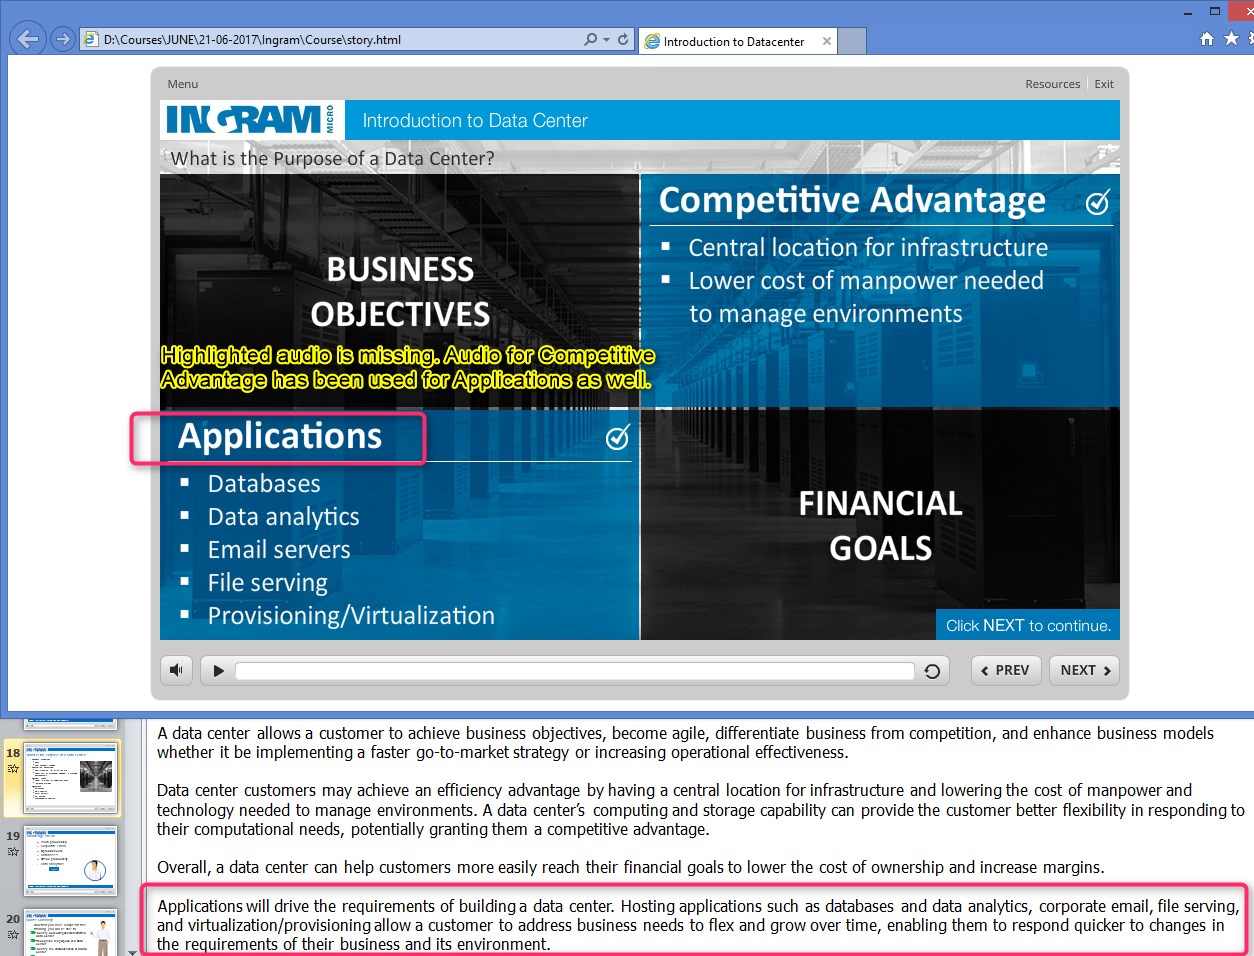 D:\Courses\JUNE\21-06-2017\Ingram\Course\story.html
Introduction to Datacenter
Menu
Resources
Exit
INGRAM MICRO
Introduction to Data Center
What is the Purpose of a Data Center?
BUSINESS
OBJECTIVES
Competitive Advantage
▪ Central location for infrastructure
▪ Lower cost of manpower needed
to manage environments
Highlighted audio is missing. Audio for Competitive
Advantage has been used for Applications as well.
Applications
▪ Databases
▪ Data analytics
▪ Email servers
▪ File serving
▪ Provisioning/Virtualization
FINANCIAL
GOALS
Click NEXT to continue.
PREV
NEXT
18
19
20
A data center allows a customer to achieve business objectives, become agile, differentiate business from competition, and enhance business models
whether it be implementing a faster go-to-market strategy or increasing operational effectiveness.
Data center customers may achieve an efficiency advantage by having a central location for infrastructure and lowering the cost of manpower and
technology needed to manage environments. A data center's computing and storage capability can provide the customer better flexibility in responding to
their computational needs, potentially granting them a competitive advantage.
Overall, a data center can help customers more easily reach their financial goals to lower the cost of ownership and increase margins.
Applications will drive the requirements of building a data center. Hosting applications such as databases and data analytics, corporate email, file serving,
and virtualization/provisioning allow a customer to address business needs to flex and grow over time, enabling them to respond quicker to changes in
the requirements of their business and its environment.